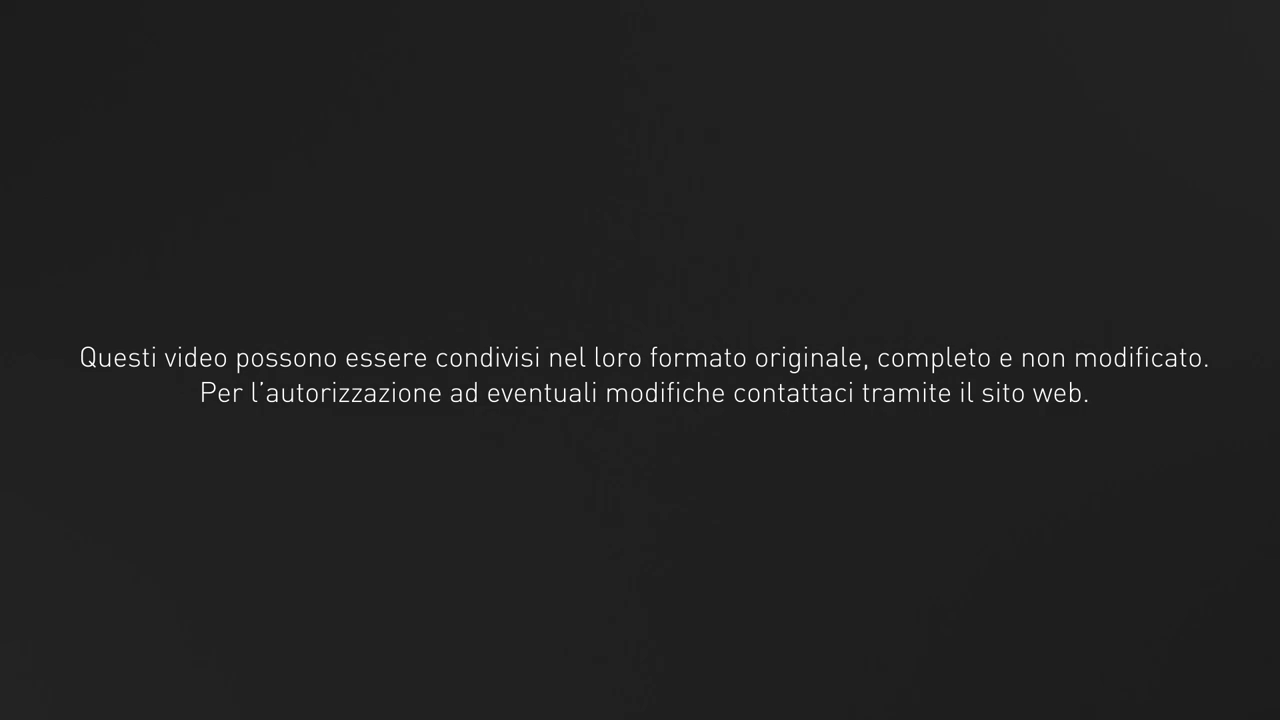 Questi video possono essere condivisi nel loro formato originale, completo e non modificato.
Per l’autorizzazione ad eventuali modifiche contattaci tramite il sito web.